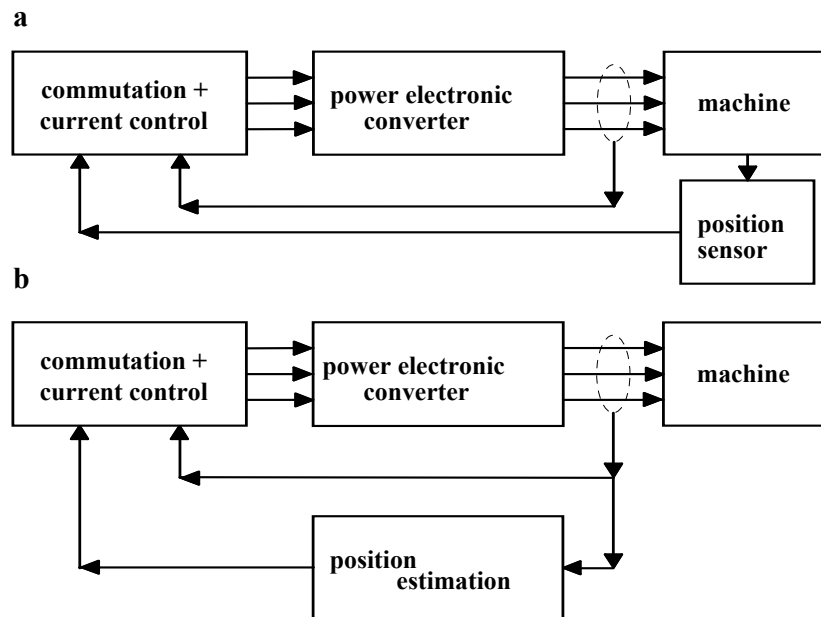 a
commutation +
current control
power electronic
converter
machine
position
sensor
b
commutation +
current control
power electronic
converter
machine
position
estimation